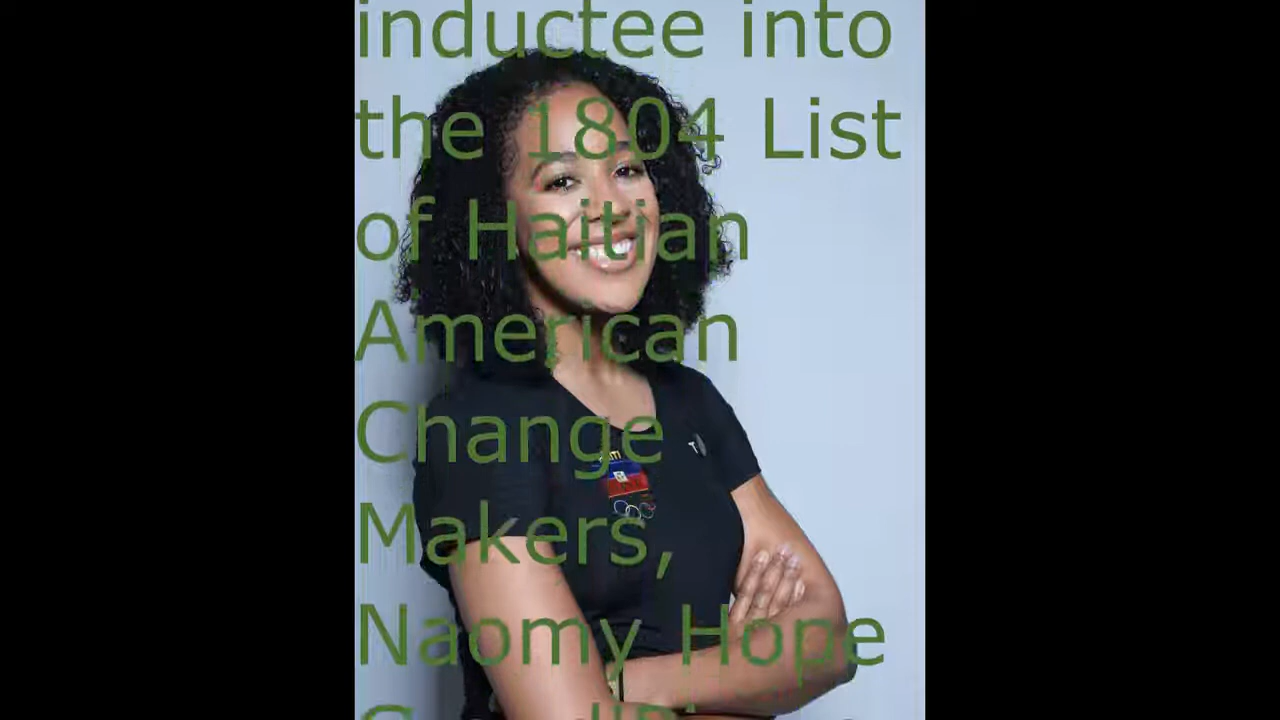 inductee into
the 1804 List
of Haitian
American
Change
Makers,
Naomy Hope